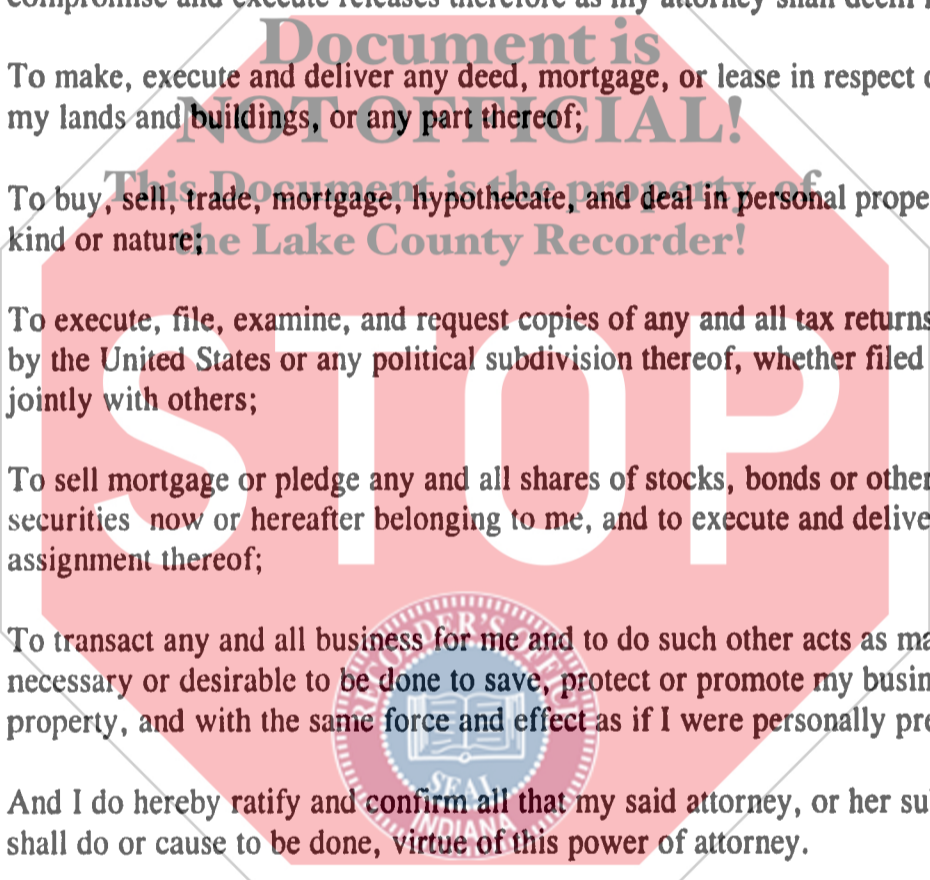 compromise and execute releases therefore as my attorney shall deem
Document is
To make, execute and deliver any deed, mortgage, or lease in respect
NOT OFFICIAL!
my lands and buildings, or any part thereof;
This Document is the property of
To buy, sell, trade, mortgage, hypothecate, and deal in personal prope
the Lake County Recorder!
kind or nature;
To execute, file, examine, and request copies of any and all tax returns
by the United States or any political subdivision thereof, whether filed
jointly with others;
STOP
To sell mortgage or pledge any and all shares of stocks, bonds or other
securities now or hereafter belonging to me, and to execute and delive
assignment thereof;
To transact any and all business for me and to do such other acts as ma
necessary or desirable to be done to save, protect or promote my busin
property, and with the same force and effect as if I were personally pre
RECORDER'S OFFICE
SEAL
INDIANA
And I do hereby ratify and confirm all that my said attorney, or her su
shall do or cause to be done, virtue of this power of attorney.